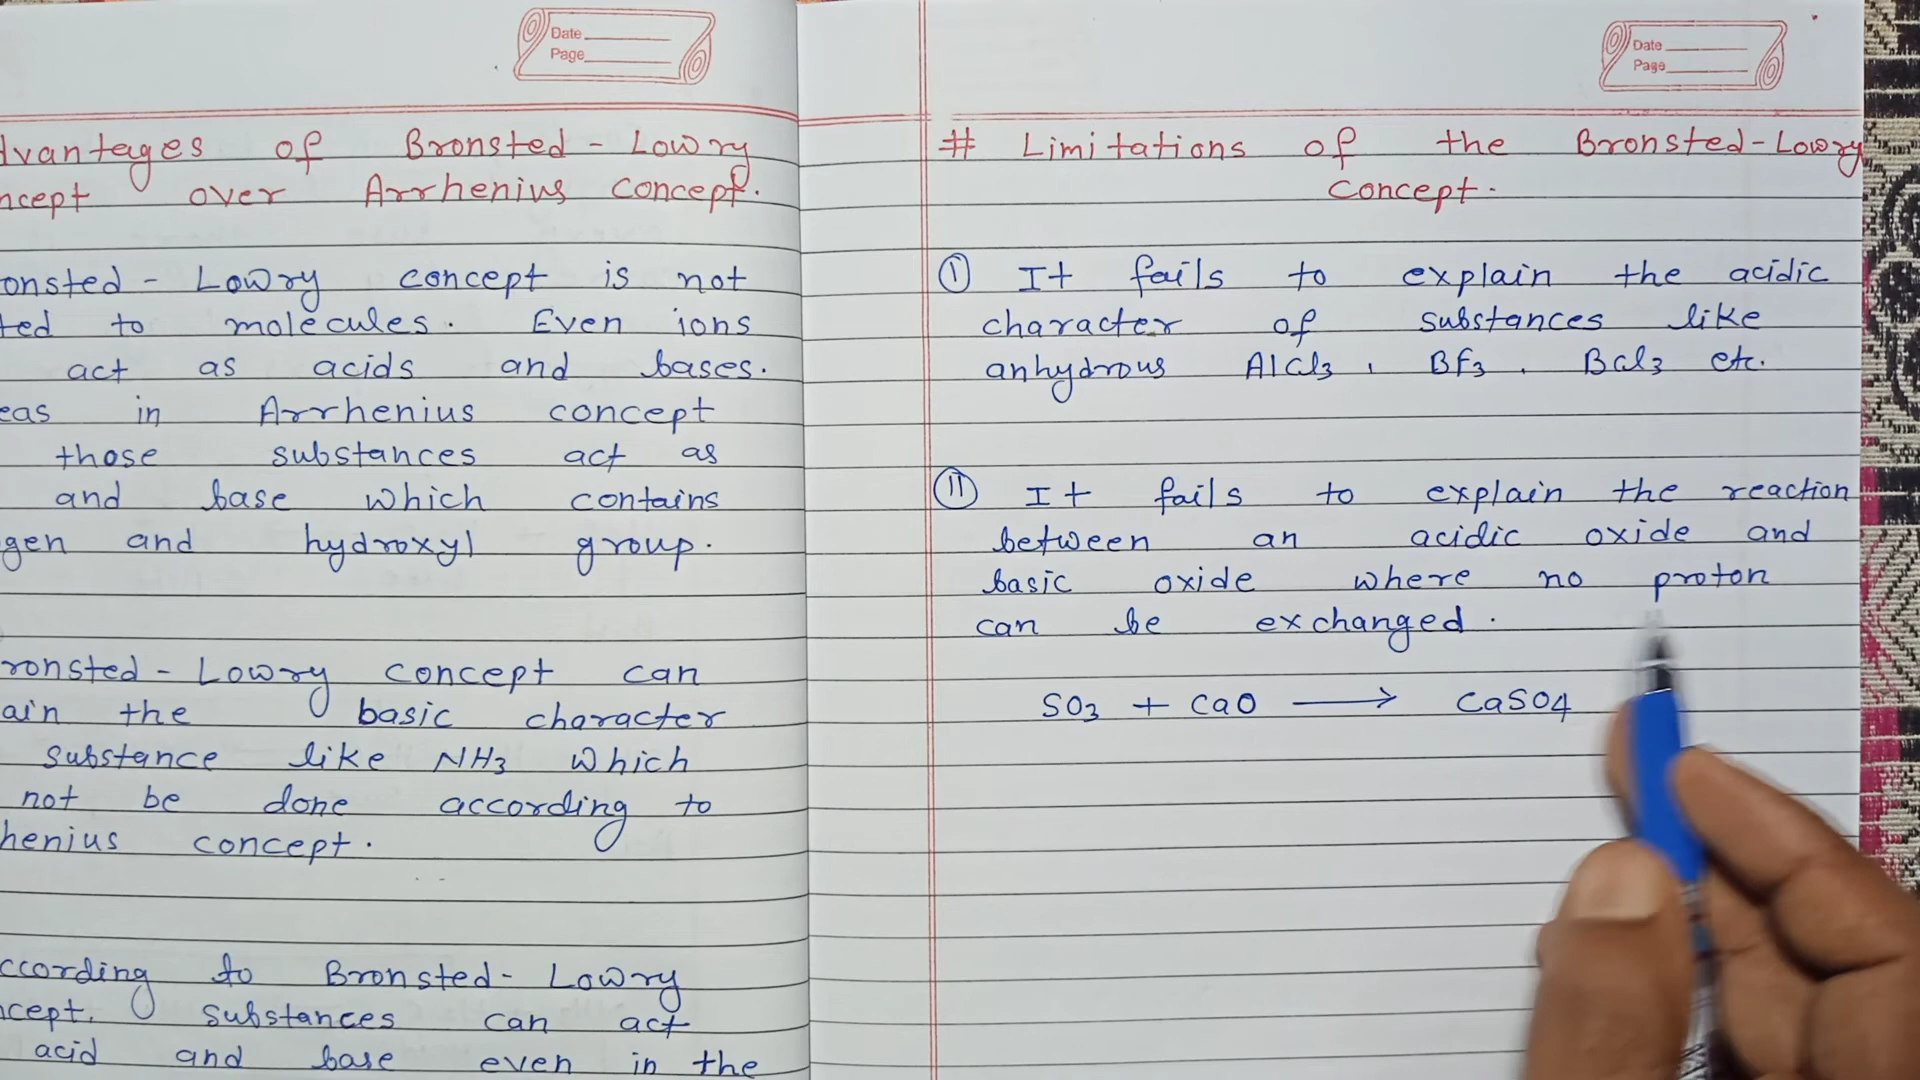 Date
Page
dvantages of Bronsted-Lowry
ncept over Arrhenius concept.
onsted-Lowry concept is not
ted to molecules. Even ions
act as acids and bases.
eas in Arrhenius concept
those substances act as
and base which contains
gen and hydroxyl group.
ronsted-Lowry concept can
ain the basic character
substance like NH3 which
not be done according to
henius concept.
ccording to Bronsted-Lowry
ncept, substances can act
acid and base even in the
Date
Page
# Limitations of the Bronsted-Lowry
Concept.
(I) It fails to explain the acidic
character of substances like
anhydrous AlCl3, BF3, BCl3 etc.
(II) It fails to explain the reaction
between an acidic oxide and
basic oxide where no proton
can be exchanged.
SO3 + CaO ⟶ CaSO4